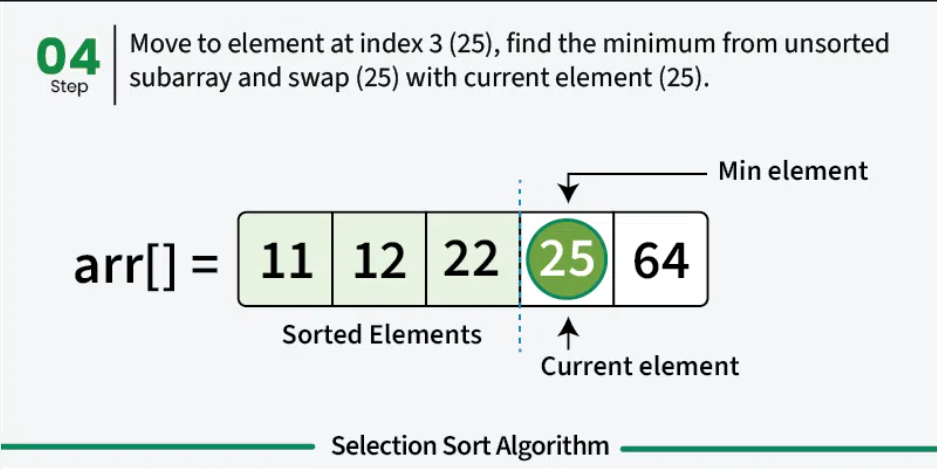 04
Step
Move to element at index 3 (25), find the minimum from unsorted
subarray and swap (25) with current element (25).
Min element
arr[] = 11 12 22 25 64
Sorted Elements
Current element
Selection Sort Algorithm